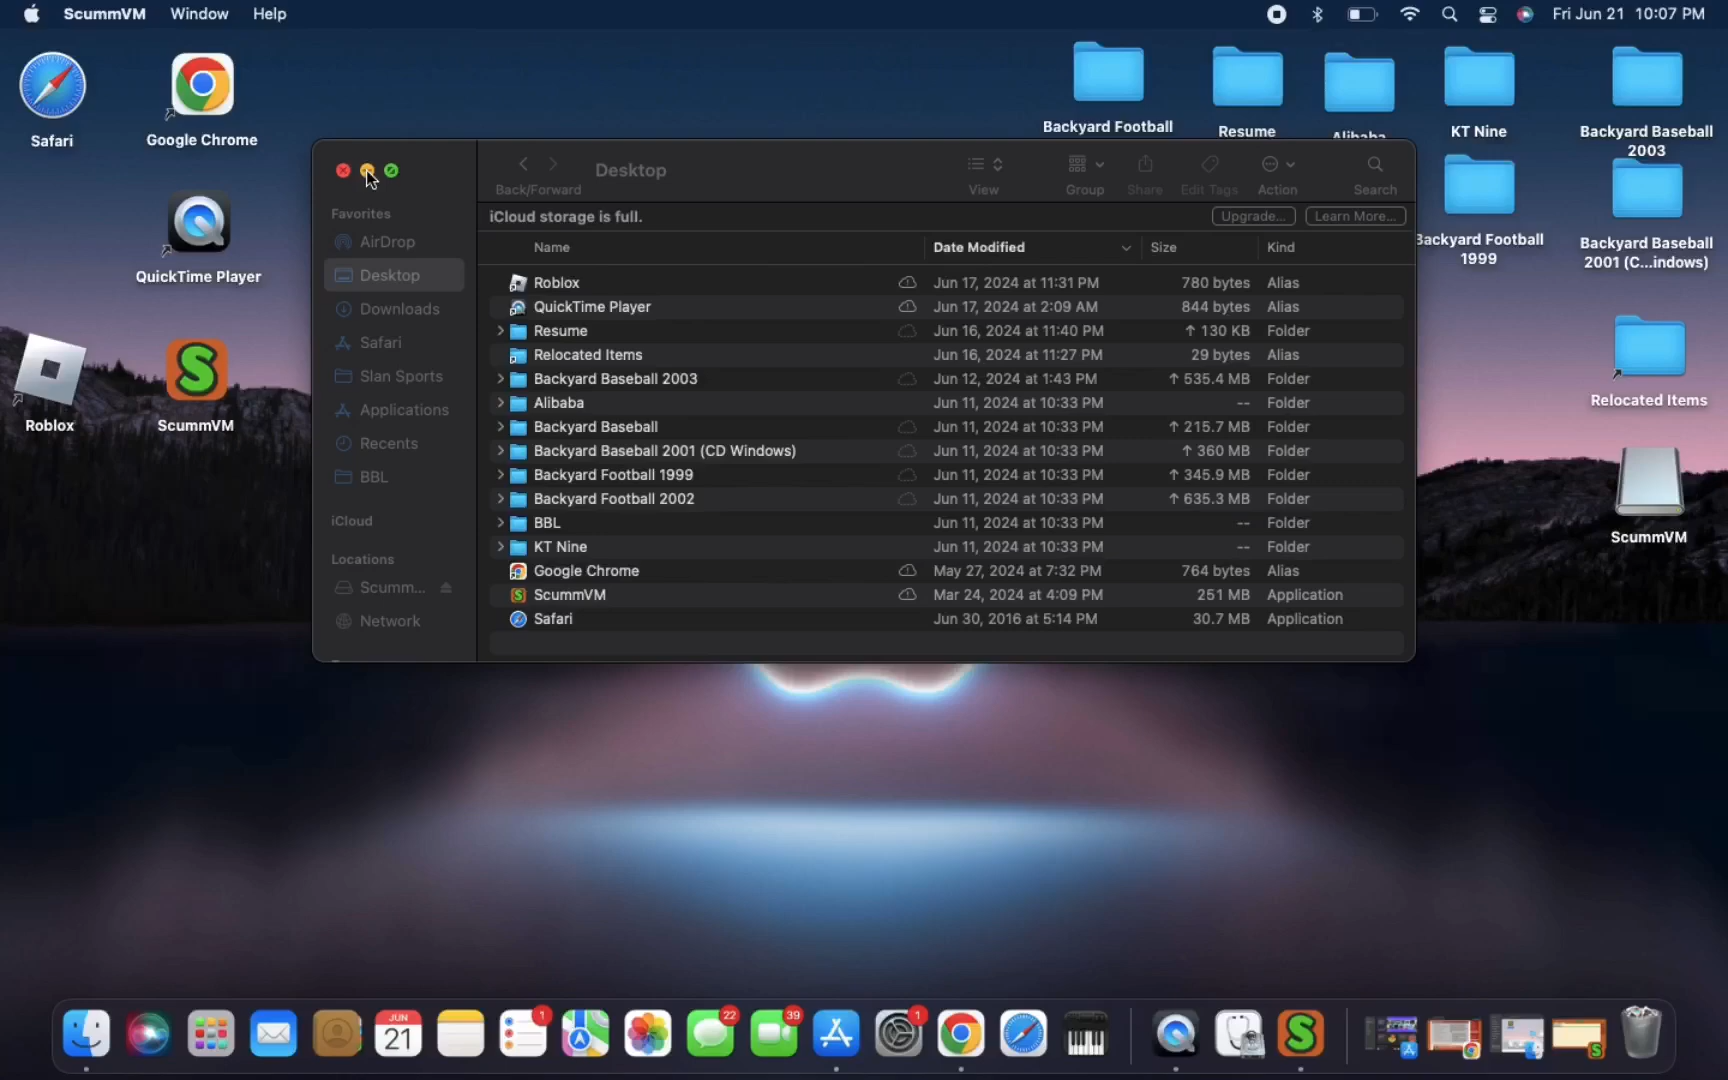 ScummVM Window Help Fri Jun 21 10:07 PM
Safari
Google Chrome
QuickTime Player
Roblox
ScummVM
Backyard Football
Resume
Alibaba
KT Nine
Backyard Baseball
2003
Backyard Football
1999
Backyard Baseball
2001 (C...indows)
Relocated Items
ScummVM
Back/Forward
Desktop
View
Group
Share
Edit Tags
Action
Search
Favorites
AirDrop
Desktop
Downloads
Safari
Slan Sports
Applications
Recents
BBL
iCloud
Locations
Scumm...
Network
iCloud storage is full. Upgrade... Learn More...
Name Date Modified Size Kind
Roblox Jun 17, 2024 at 11:31 PM 780 bytes Alias
QuickTime Player Jun 17, 2024 at 2:09 AM 844 bytes Alias
Resume Jun 16, 2024 at 11:40 PM ↑ 130 KB Folder
Relocated Items Jun 16, 2024 at 11:27 PM 29 bytes Alias
Backyard Baseball 2003 Jun 12, 2024 at 1:43 PM ↑ 535.4 MB Folder
Alibaba Jun 11, 2024 at 10:33 PM -- Folder
Backyard Baseball Jun 11, 2024 at 10:33 PM ↑ 215.7 MB Folder
Backyard Baseball 2001 (CD Windows) Jun 11, 2024 at 10:33 PM ↑ 360 MB Folder
Backyard Football 1999 Jun 11, 2024 at 10:33 PM ↑ 345.9 MB Folder
Backyard Football 2002 Jun 11, 2024 at 10:33 PM ↑ 635.3 MB Folder
BBL Jun 11, 2024 at 10:33 PM -- Folder
KT Nine Jun 11, 2024 at 10:33 PM -- Folder
Google Chrome May 27, 2024 at 7:32 PM 764 bytes Alias
ScummVM Mar 24, 2024 at 4:09 PM 251 MB Application
Safari Jun 30, 2016 at 5:14 PM 30.7 MB Application
JUN
21
1
22
39
1